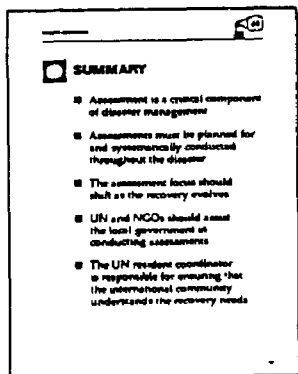 SUMMARY
Assessment is a critical component
of disaster management
Assessments must be planned for
and systematically conducted
throughout the disaster
The assessment focus should
shift as the recovery evolves
UN and NGOs should assist
the local government in
conducting assessments
The UN resident coordinator
is responsible for ensuring that
the international community
understands the recovery needs